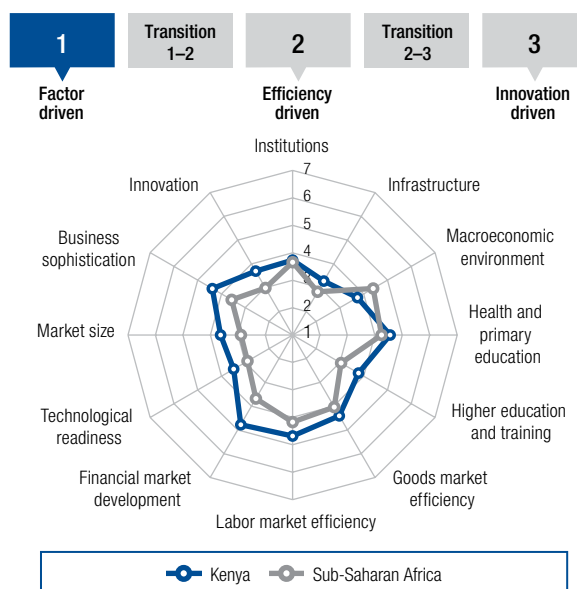 1
Transition
1–2
2
Transition
2–3
3
Factor
driven
Efficiency
driven
Innovation
driven
Institutions
7
Innovation
Infrastructure
6
Business
sophistication
5
Macroeconomic
environment
4
3
Market size
2
1
Health and
primary
education
Technological
readiness
Higher education
and training
Financial market
development
Goods market
efficiency
Labor market efficiency
Kenya
Sub-Saharan Africa